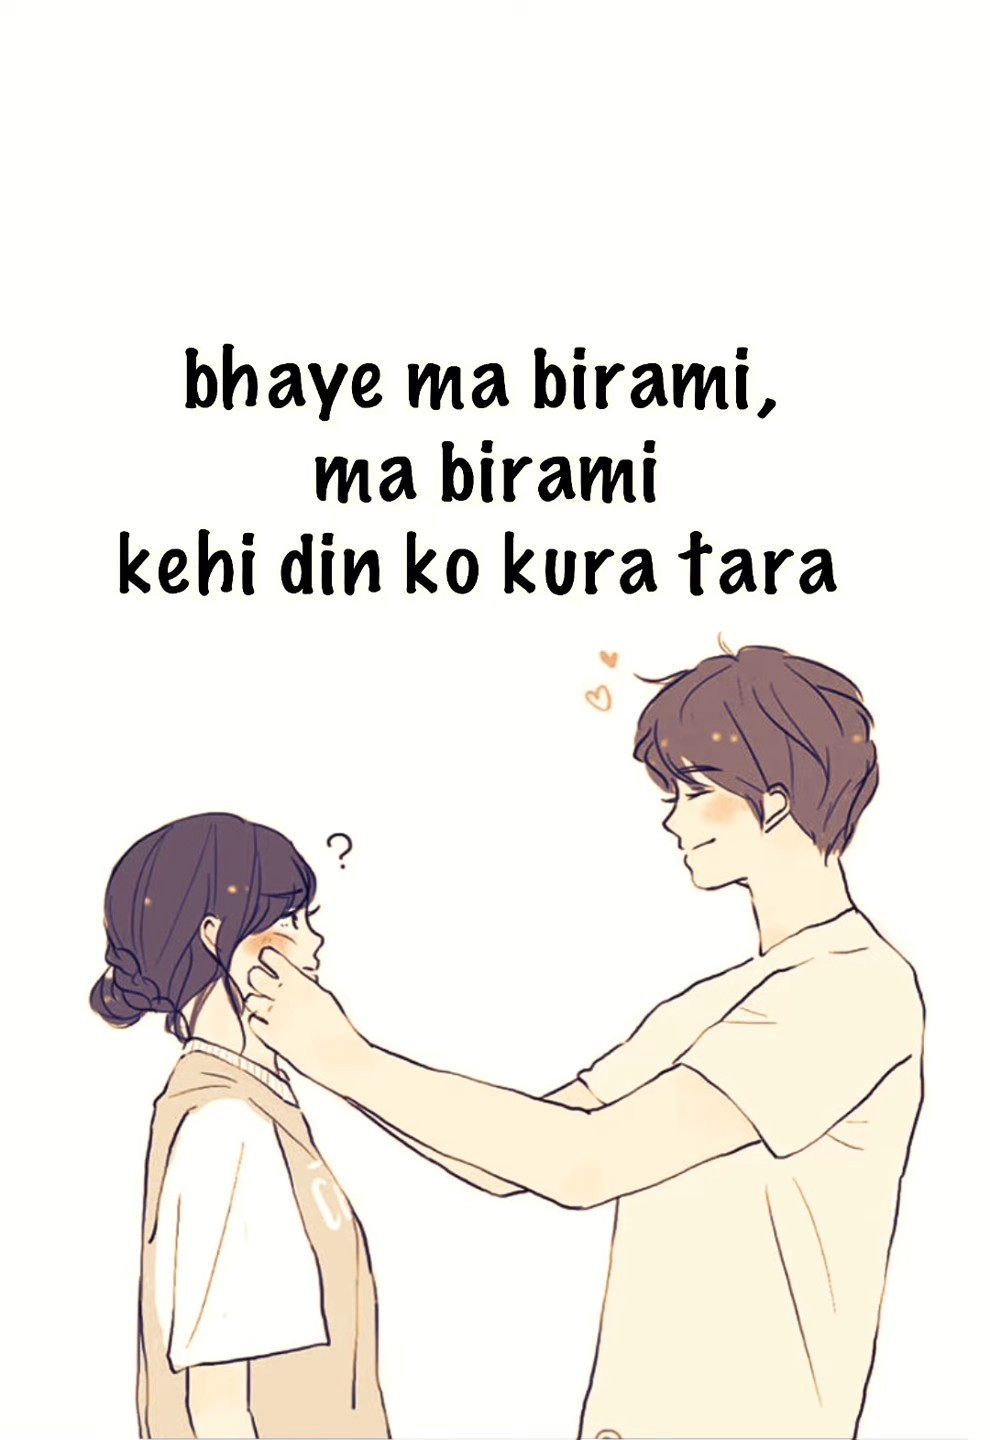 bhaye ma birami,
ma birami
kehi din ko kura tara
?